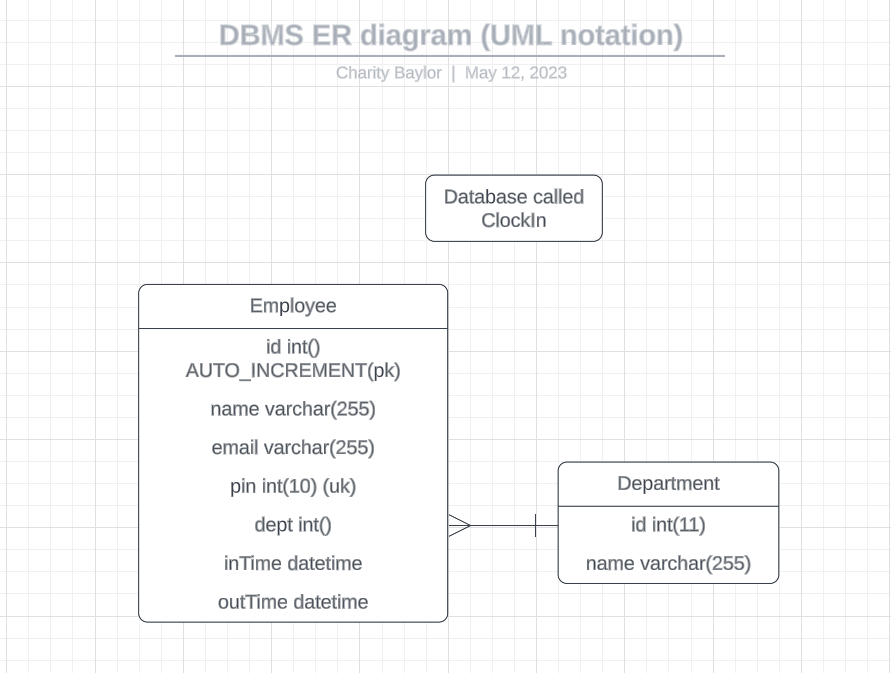 DBMS ER diagram (UML notation)
Charity Baylor | May 12, 2023
Database called
ClockIn
Employee
id int()
AUTO_INCREMENT(pk)
name varchar(255)
email varchar(255)
pin int(10) (uk)
dept int()
inTime datetime
outTime datetime
Department
id int(11)
name varchar(255)